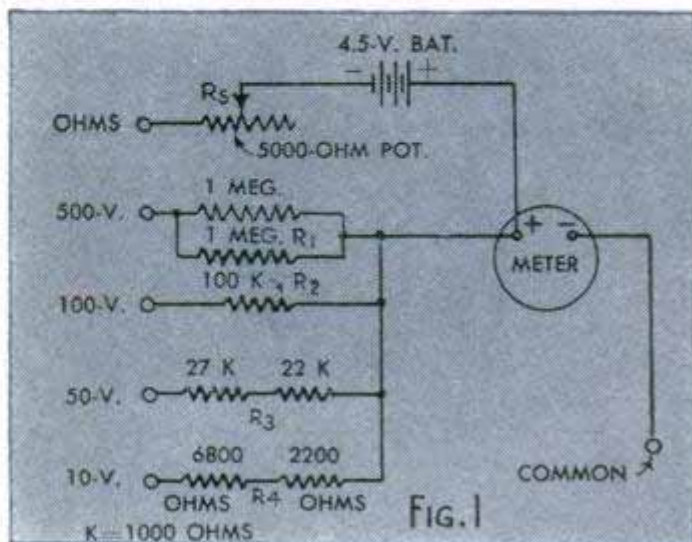 4.5-V. BAT.
− +
RS
OHMS
5000-OHM POT.
1 MEG.
500-V.
1 MEG. R1
+ −
METER
100 K R2
100-V.
27 K 22 K
50-V.
R3
6800 2200
10-V.
OHMS R4 OHMS
COMMON
FIG. 1
K=1000 OHMS